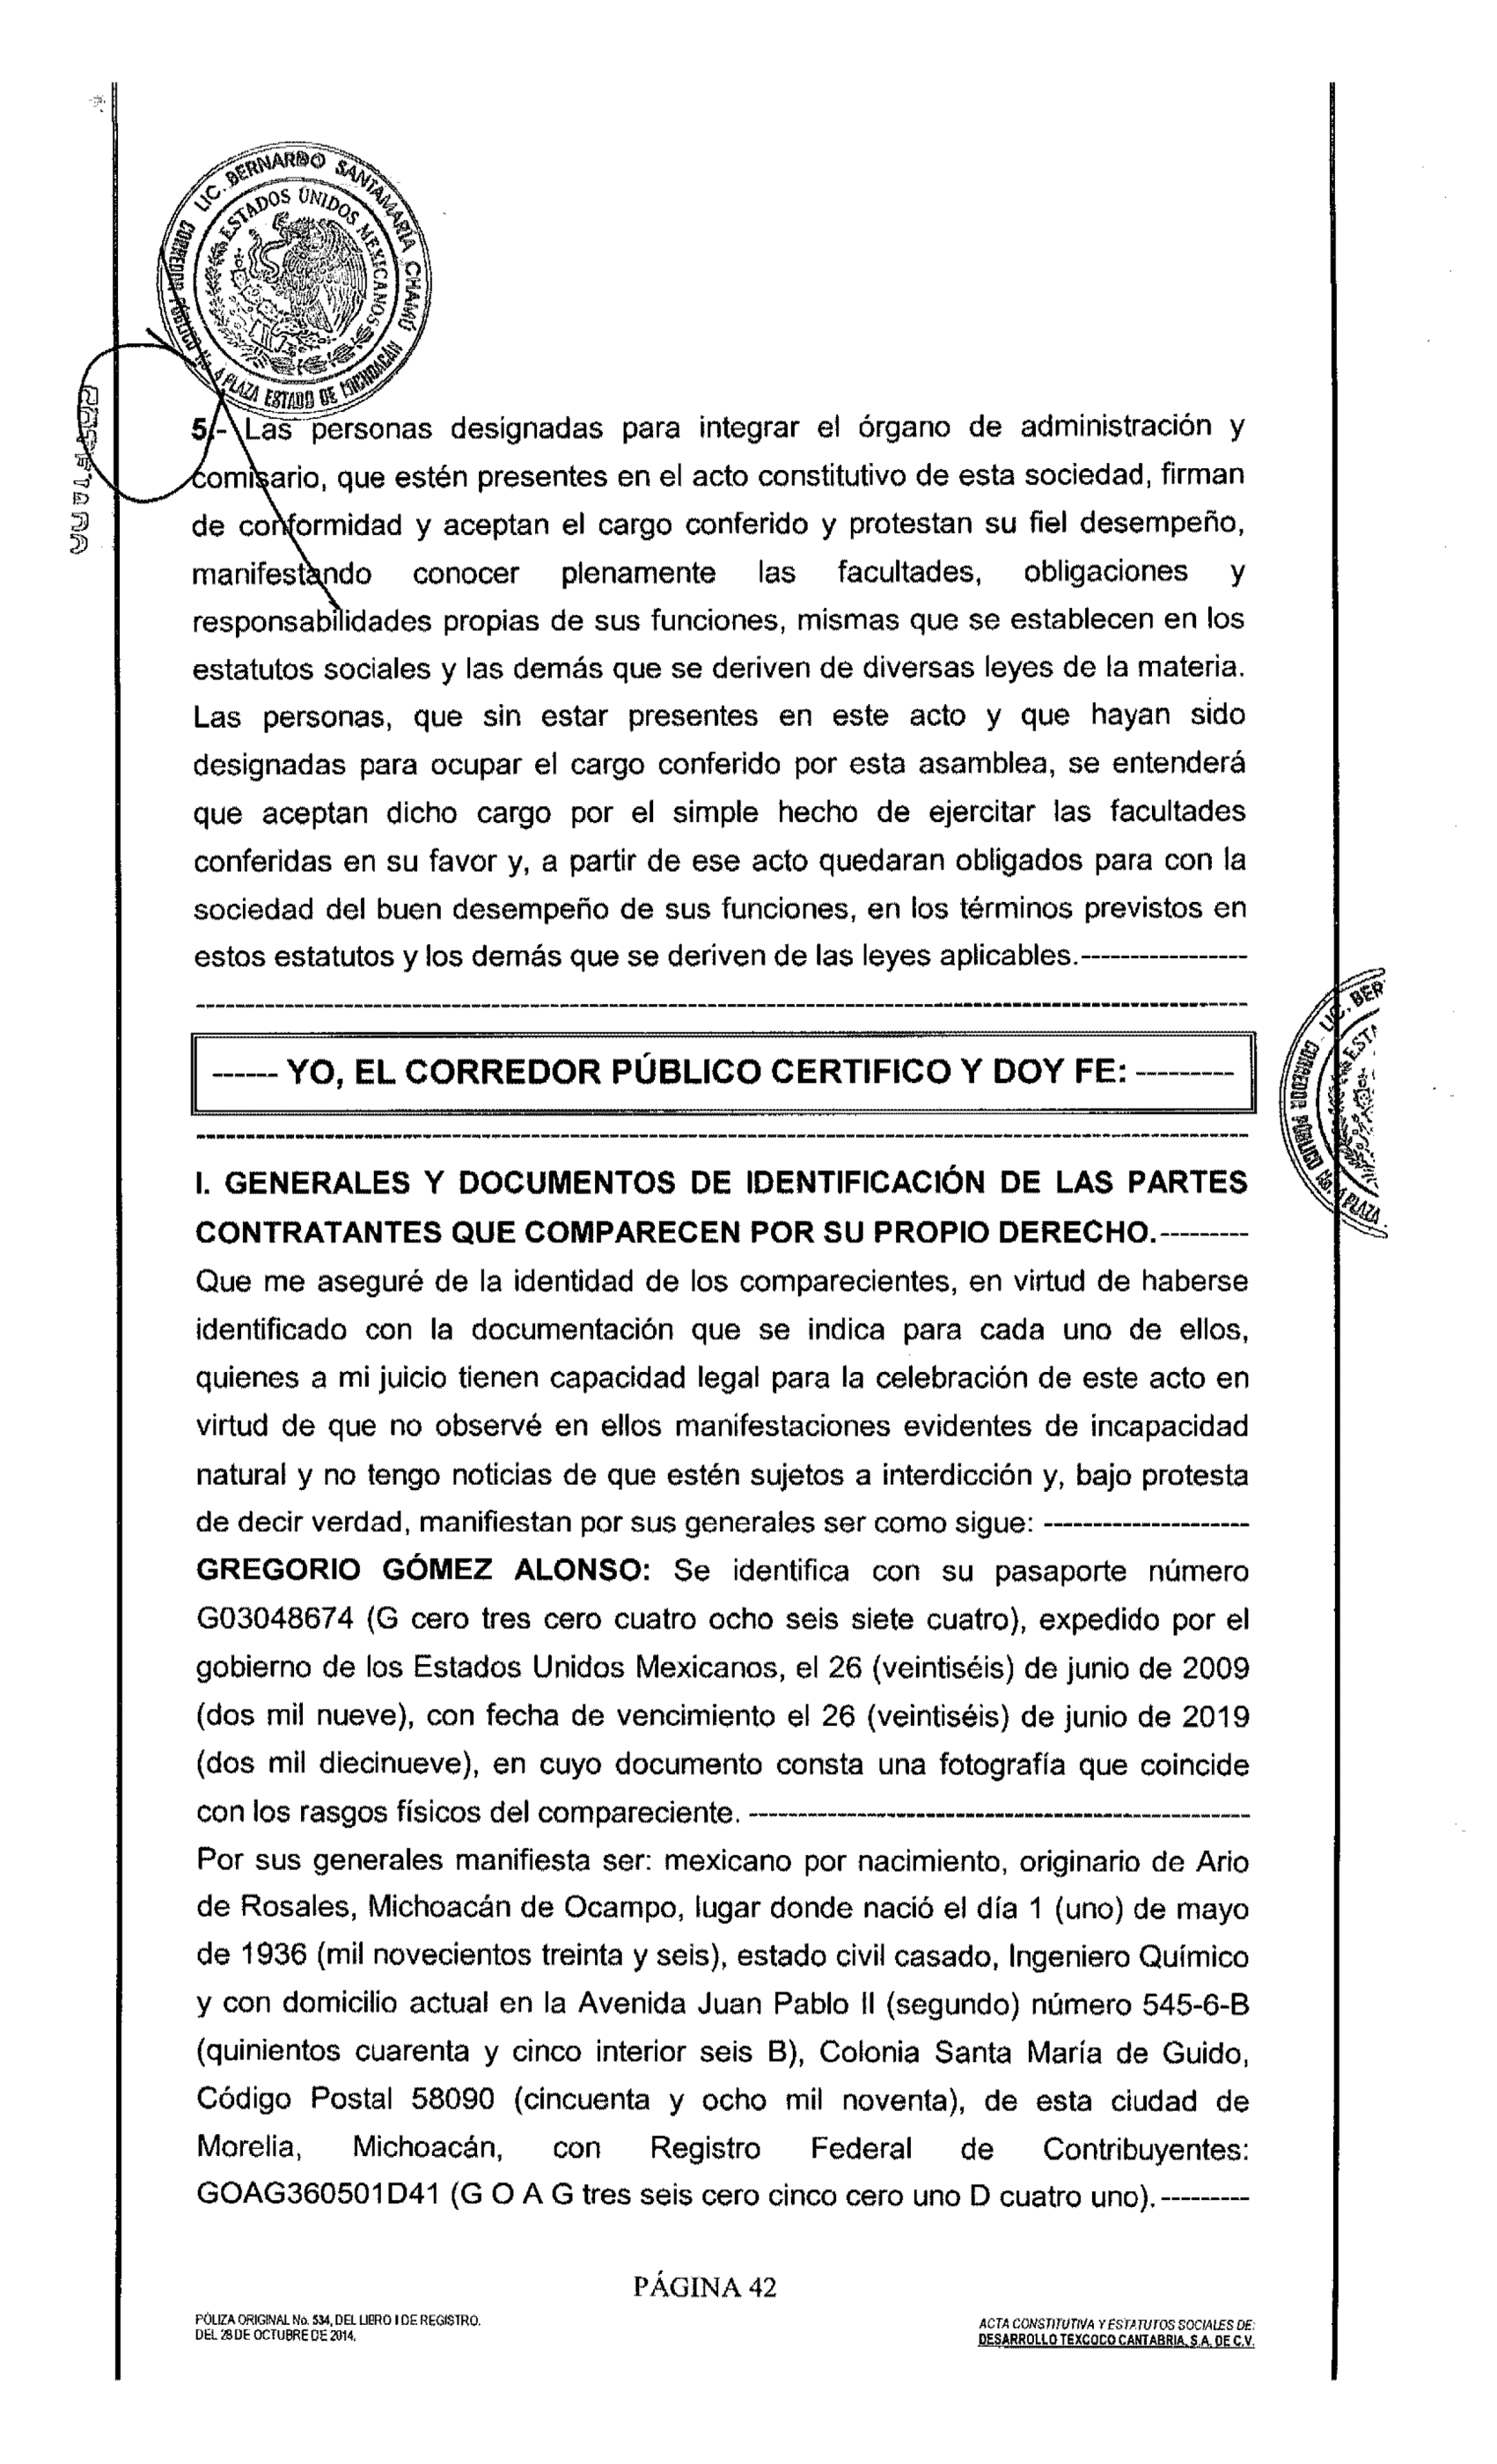 LIC. BERNARDO SANTAMARÍA CHAMÚ
ESTADOS UNIDOS MEXICANOS
CORREDOR PÚBLICO No. 4 PLAZA ESTADO DE MICHOACÁN
5.- Las personas designadas para integrar el órgano de administración y
comisario, que estén presentes en el acto constitutivo de esta sociedad, firman
de conformidad y aceptan el cargo conferido y protestan su fiel desempeño,
manifestando conocer plenamente las facultades, obligaciones y
responsabilidades propias de sus funciones, mismas que se establecen en los
estatutos sociales y las demás que se deriven de diversas leyes de la materia.
Las personas, que sin estar presentes en este acto y que hayan sido
designadas para ocupar el cargo conferido por esta asamblea, se entenderá
que aceptan dicho cargo por el simple hecho de ejercitar las facultades
conferidas en su favor y, a partir de ese acto quedaran obligados para con la
sociedad del buen desempeño de sus funciones, en los términos previstos en
estos estatutos y los demás que se deriven de las leyes aplicables.-----------------
------ YO, EL CORREDOR PÚBLICO CERTIFICO Y DOY FE: ---------
LIC. BER
ESTA
CORREDOR PÚBLICO No. 4 PLAZA
I. GENERALES Y DOCUMENTOS DE IDENTIFICACIÓN DE LAS PARTES
CONTRATANTES QUE COMPARECEN POR SU PROPIO DERECHO.---------
Que me aseguré de la identidad de los comparecientes, en virtud de haberse
identificado con la documentación que se indica para cada uno de ellos,
quienes a mi juicio tienen capacidad legal para la celebración de este acto en
virtud de que no observé en ellos manifestaciones evidentes de incapacidad
natural y no tengo noticias de que estén sujetos a interdicción y, bajo protesta
de decir verdad, manifiestan por sus generales ser como sigue: ---------------------
GREGORIO GÓMEZ ALONSO: Se identifica con su pasaporte número
G03048674 (G cero tres cero cuatro ocho seis siete cuatro), expedido por el
gobierno de los Estados Unidos Mexicanos, el 26 (veintiséis) de junio de 2009
(dos mil nueve), con fecha de vencimiento el 26 (veintiséis) de junio de 2019
(dos mil diecinueve), en cuyo documento consta una fotografía que coincide
con los rasgos físicos del compareciente. ---------------------------------------------------
Por sus generales manifiesta ser: mexicano por nacimiento, originario de Ario
de Rosales, Michoacán de Ocampo, lugar donde nació el día 1 (uno) de mayo
de 1936 (mil novecientos treinta y seis), estado civil casado, Ingeniero Químico
y con domicilio actual en la Avenida Juan Pablo II (segundo) número 545-6-B
(quinientos cuarenta y cinco interior seis B), Colonia Santa María de Guido,
Código Postal 58090 (cincuenta y ocho mil noventa), de esta ciudad de
Morelia, Michoacán, con Registro Federal de Contribuyentes:
GOAG360501D41 (G O A G tres seis cero cinco cero uno D cuatro uno).---------
PÁGINA 42
PÓLIZA ORIGINAL No. 534, DEL LIBRO I DE REGISTRO.
DEL 28 DE OCTUBRE DE 2014.
ACTA CONSTITUTIVA Y ESTATUTOS SOCIALES DE:
DESARROLLO TEXCOCO CANTABRIA, S.A. DE C.V.